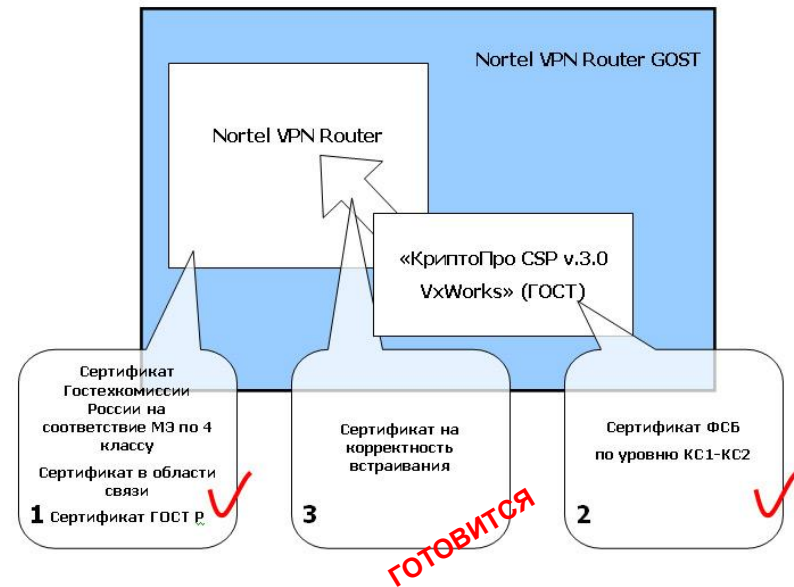 Nortel VPN Router GOST
Nortel VPN Router
«КриптоПро CSP v.3.0
VxWorks» (ГОСТ)
Сертификат
Гостехкомиссии
России на
соответствие МЭ по 4
классу
Сертификат в области
связи
1 Сертификат ГОСТ Р
Сертификат на
корректность
встраивания
3
ГОТОВИТСЯ
Сертификат ФСБ
по уровню КС1-КС2
2